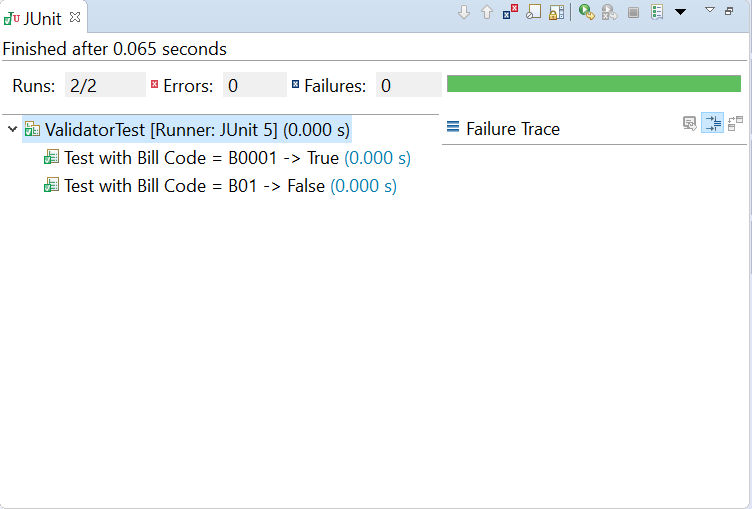 JUnit
Finished after 0.065 seconds
Runs: 2/2 Errors: 0 Failures: 0
ValidatorTest [Runner: JUnit 5] (0.000 s)
Failure Trace
Test with Bill Code = B0001 -> True (0.000 s)
Test with Bill Code = B01 -> False (0.000 s)